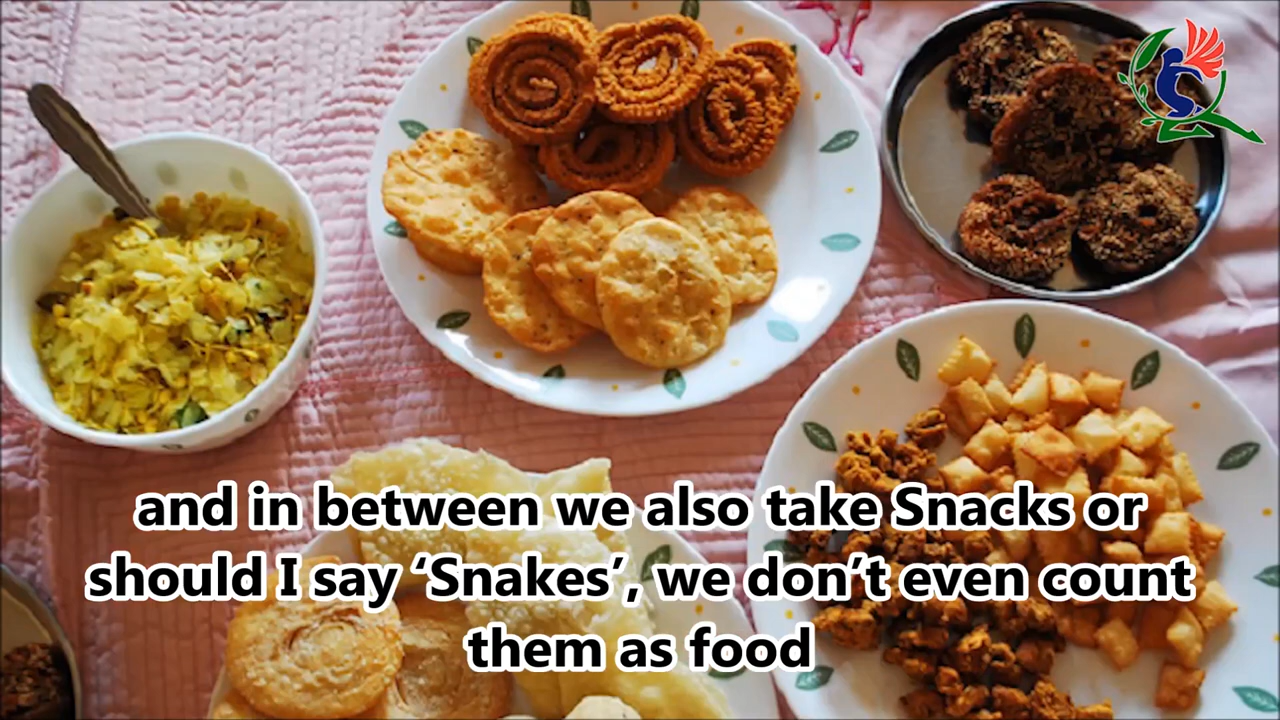 and in between we also take Snacks or
should I say ‘Snakes’, we don’t even count
them as food